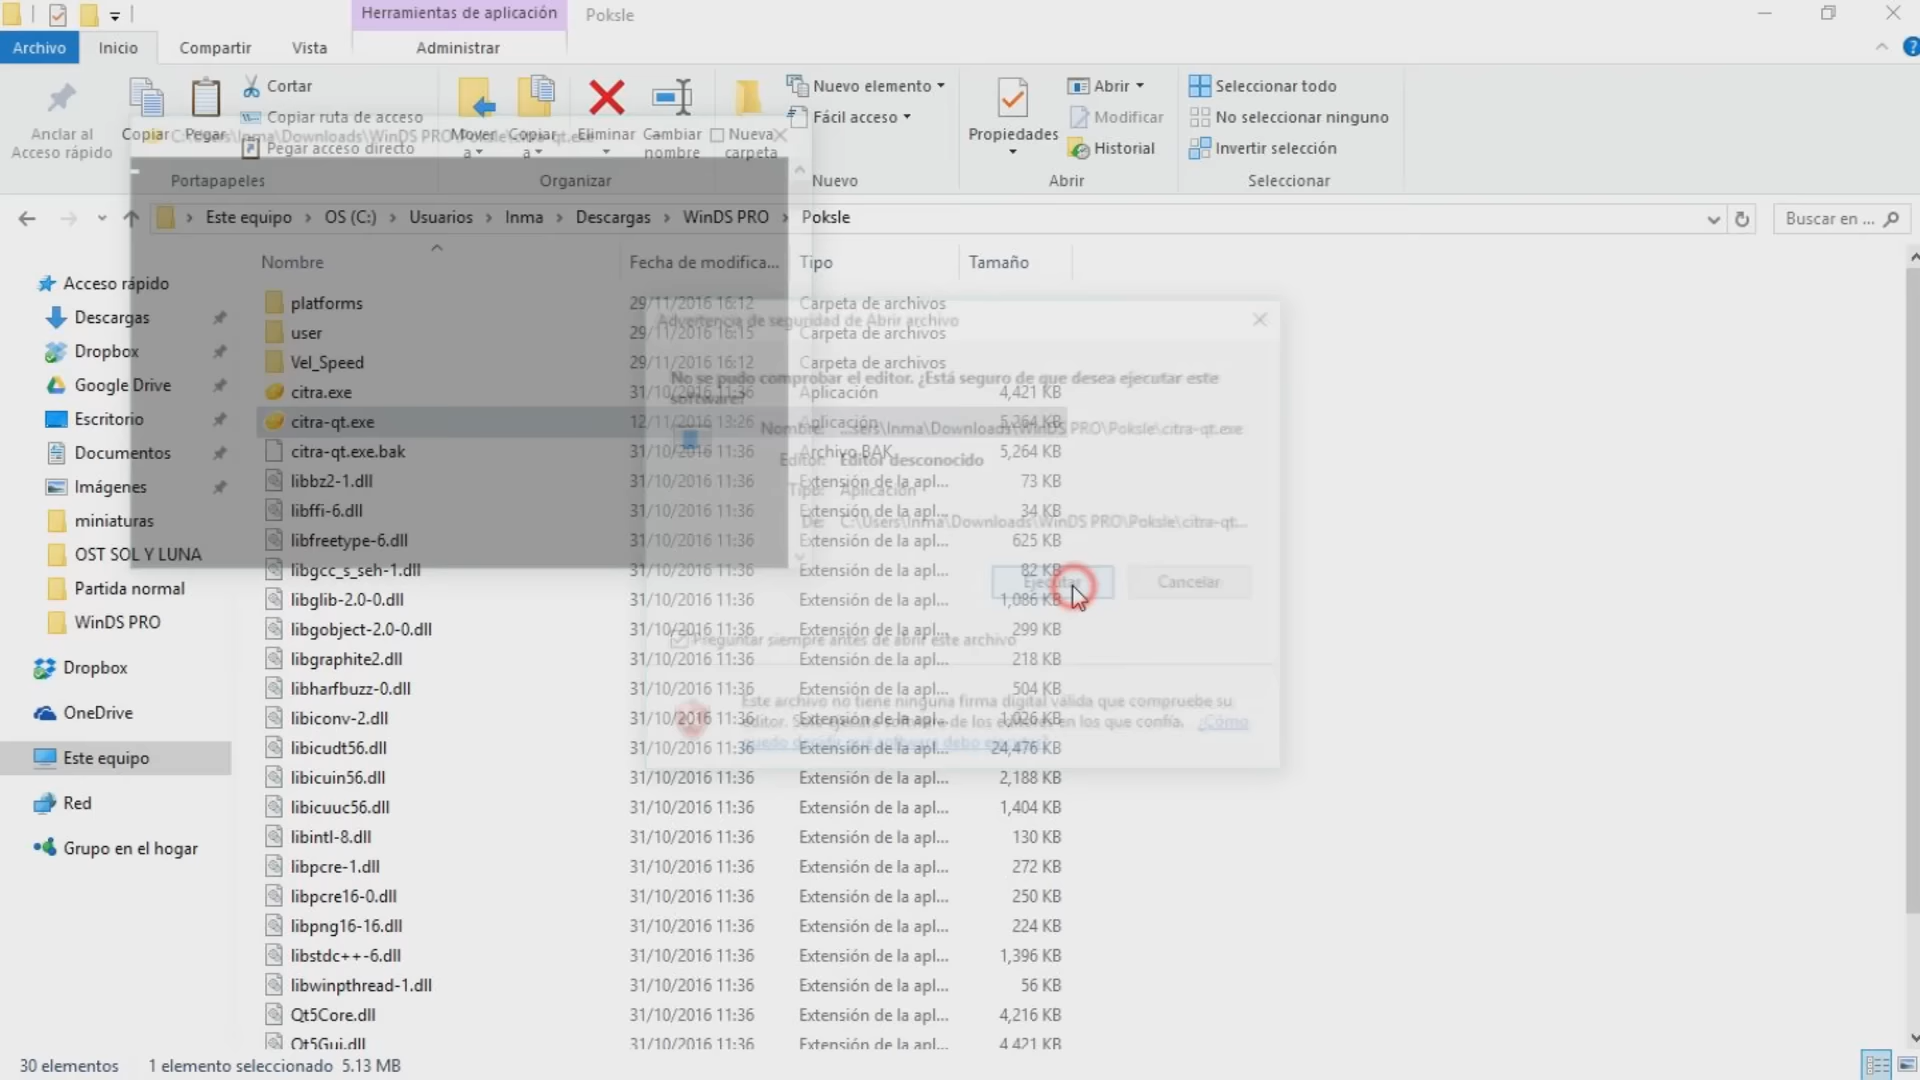 Herramientas de aplicación
Poksle
Archivo
Inicio
Compartir
Vista
Administrar
Anclar al
Acceso rápido
Copiar
Pegar
Cortar
Copiar ruta de acceso
Pegar acceso directo
Mover
a
Copiar
a
Eliminar
Cambiar
nombre
Nueva
carpeta
Nuevo elemento
Fácil acceso
Propiedades
Abrir
Modificar
Historial
Seleccionar todo
No seleccionar ninguno
Invertir selección
Portapapeles
Organizar
Nuevo
Abrir
Seleccionar
C:\Users\Inma\Downloads\WinDS PRO\Poksle\citra-qt.exe
Este equipo > OS (C:) > Usuarios > Inma > Descargas > WinDS PRO > Poksle
Buscar en ...
Nombre Fecha de modifica... Tipo Tamaño
Acceso rápido
Descargas
Dropbox
Google Drive
Escritorio
Documentos
Imágenes
miniaturas
OST SOL Y LUNA
Partida normal
WinDS PRO
Dropbox
OneDrive
Este equipo
Red
Grupo en el hogar
platforms 29/11/2016 16:12 Carpeta de archivos
user 29/11/2016 16:15 Carpeta de archivos
Vel_Speed 29/11/2016 16:12 Carpeta de archivos
citra.exe 31/10/2016 11:36 Aplicación 4,421 KB
citra-qt.exe 12/11/2016 13:26 Aplicación 5,264 KB
citra-qt.exe.bak 31/10/2016 11:36 Archivo BAK 5,264 KB
libbz2-1.dll 31/10/2016 11:36 Extensión de la apl... 73 KB
libffi-6.dll 31/10/2016 11:36 Extensión de la apl... 34 KB
libfreetype-6.dll 31/10/2016 11:36 Extensión de la apl... 625 KB
libgcc_s_seh-1.dll 31/10/2016 11:36 Extensión de la apl... 82 KB
libglib-2.0-0.dll 31/10/2016 11:36 Extensión de la apl... 1,086 KB
libgobject-2.0-0.dll 31/10/2016 11:36 Extensión de la apl... 299 KB
libgraphite2.dll 31/10/2016 11:36 Extensión de la apl... 218 KB
libharfbuzz-0.dll 31/10/2016 11:36 Extensión de la apl... 504 KB
libiconv-2.dll 31/10/2016 11:36 Extensión de la apl... 1,026 KB
libicudt56.dll 31/10/2016 11:36 Extensión de la apl... 24,476 KB
libicuin56.dll 31/10/2016 11:36 Extensión de la apl... 2,188 KB
libicuuc56.dll 31/10/2016 11:36 Extensión de la apl... 1,404 KB
libintl-8.dll 31/10/2016 11:36 Extensión de la apl... 130 KB
libpcre-1.dll 31/10/2016 11:36 Extensión de la apl... 272 KB
libpcre16-0.dll 31/10/2016 11:36 Extensión de la apl... 250 KB
libpng16-16.dll 31/10/2016 11:36 Extensión de la apl... 224 KB
libstdc++-6.dll 31/10/2016 11:36 Extensión de la apl... 1,396 KB
libwinpthread-1.dll 31/10/2016 11:36 Extensión de la apl... 56 KB
Qt5Core.dll 31/10/2016 11:36 Extensión de la apl... 4,216 KB
Qt5Gui.dll 31/10/2016 11:36 Extensión de la apl... 4,421 KB
Advertencia de seguridad de Abrir archivo
No se pudo comprobar el editor. ¿Está seguro de que desea ejecutar este
software?
Nombre: ...sers\Inma\Downloads\WinDS PRO\Poksle\citra-qt.exe
Editor: Editor desconocido
Tipo: Aplicación
De: C:\Users\Inma\Downloads\WinDS PRO\Poksle\citra-qt...
Ejecutar Cancelar
Preguntar siempre antes de abrir este archivo
Este archivo no tiene ninguna firma digital válida que compruebe su
editor. Sólo ejecute software de los editores en los que confía. ¿Cómo
puedo decidir qué software debo ejecutar?
30 elementos 1 elemento seleccionado 5.13 MB